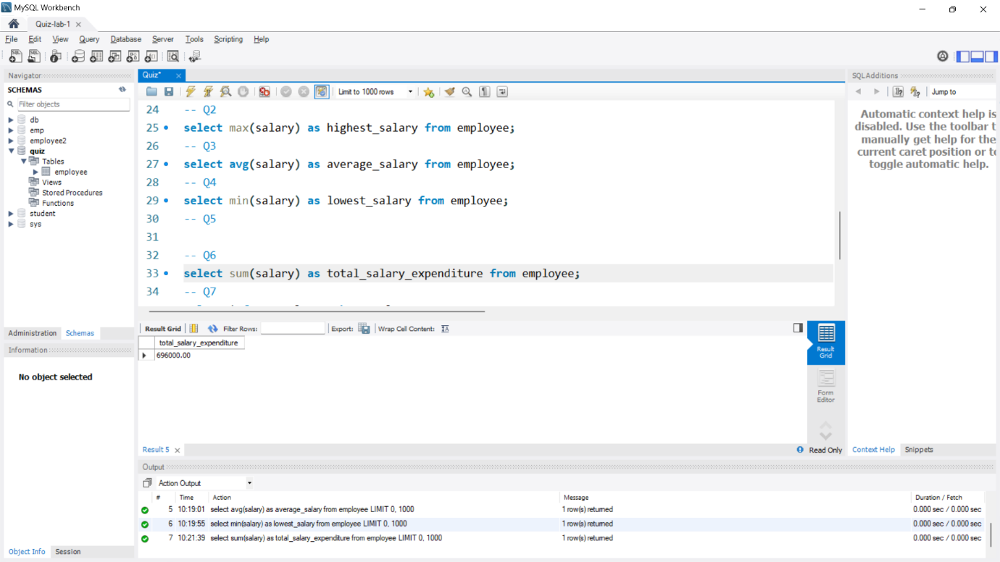 MySQL Workbench
Quiz-lab-1
File Edit View Query Database Server Tools Scripting Help
Navigator
SCHEMAS
Filter objects
db
emp
employee2
quiz
Tables
employee
Views
Stored Procedures
Functions
student
sys
Administration Schemas
Information
No object selected
Object Info Session
Quiz*
Limit to 1000 rows
24 -- Q2
25 select max(salary) as highest_salary from employee;
26 -- Q3
27 select avg(salary) as average_salary from employee;
28 -- Q4
29 select min(salary) as lowest_salary from employee;
30 -- Q5
31
32 -- Q6
33 select sum(salary) as total_salary_expenditure from employee;
34 -- Q7
Result Grid Filter Rows: Export: Wrap Cell Content:
total_salary_expenditure
696000.00
Result Grid
Form Editor
Result 5
Read Only
SQLAdditions
Jump to
Automatic context help is
disabled. Use the toolbar t
manually get help for the
current caret position or to
toggle automatic help.
Context Help Snippets
Output
Action Output
# Time Action Message Duration / Fetch
5 10:19:01 select avg(salary) as average_salary from employee LIMIT 0, 1000 1 row(s) returned 0.000 sec / 0.000 sec
6 10:19:55 select min(salary) as lowest_salary from employee LIMIT 0, 1000 1 row(s) returned 0.000 sec / 0.000 sec
7 10:21:39 select sum(salary) as total_salary_expenditure from employee LIMIT 0, 1000 1 row(s) returned 0.000 sec / 0.000 sec